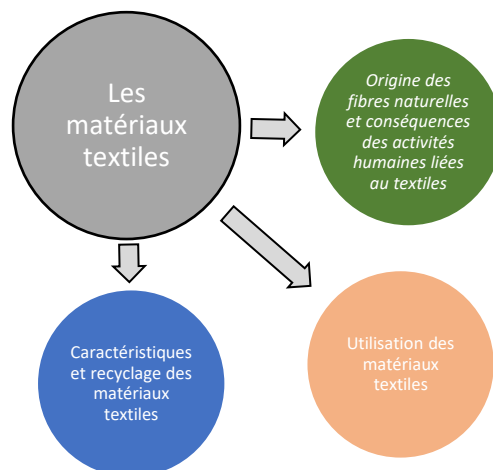 Les
matériaux
textiles
Origine des
fibres naturelles
et conséquences
des activités
humaines liées
au textiles
Caractéristiques
et recyclage des
matériaux
textiles
Utilisation des
matériaux
textiles